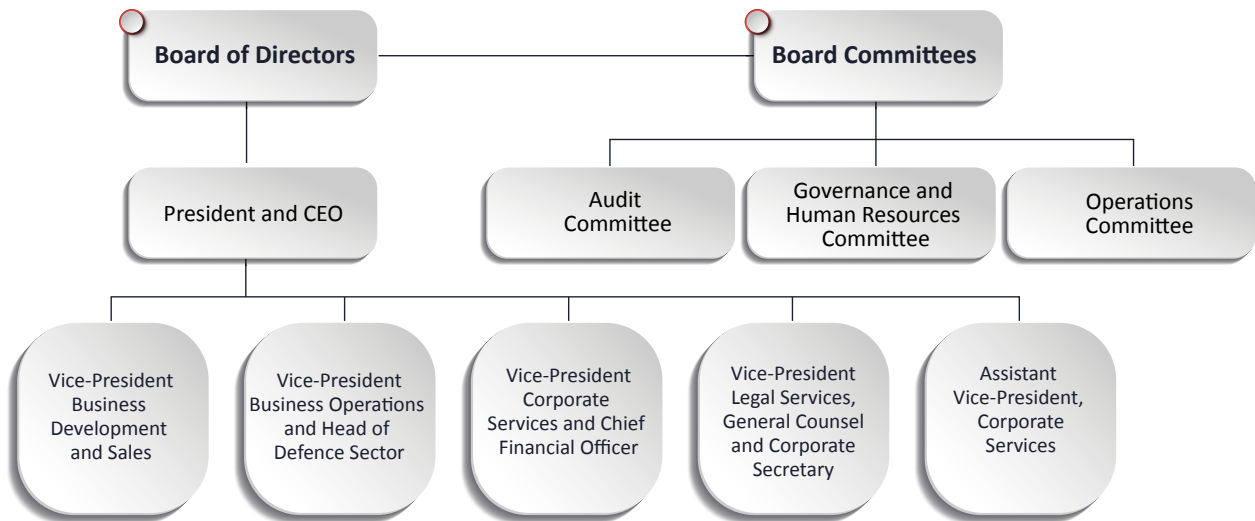 Board of Directors
Board Committees
President and CEO
Audit
Committee
Governance and
Human Resources
Committee
Operations
Committee
Vice-President
Business
Development
and Sales
Vice-President
Business Operations
and Head of
Defence Sector
Vice-President
Corporate
Services and Chief
Financial Officer
Vice-President
Legal Services,
General Counsel
and Corporate
Secretary
Assistant
Vice-President,
Corporate
Services